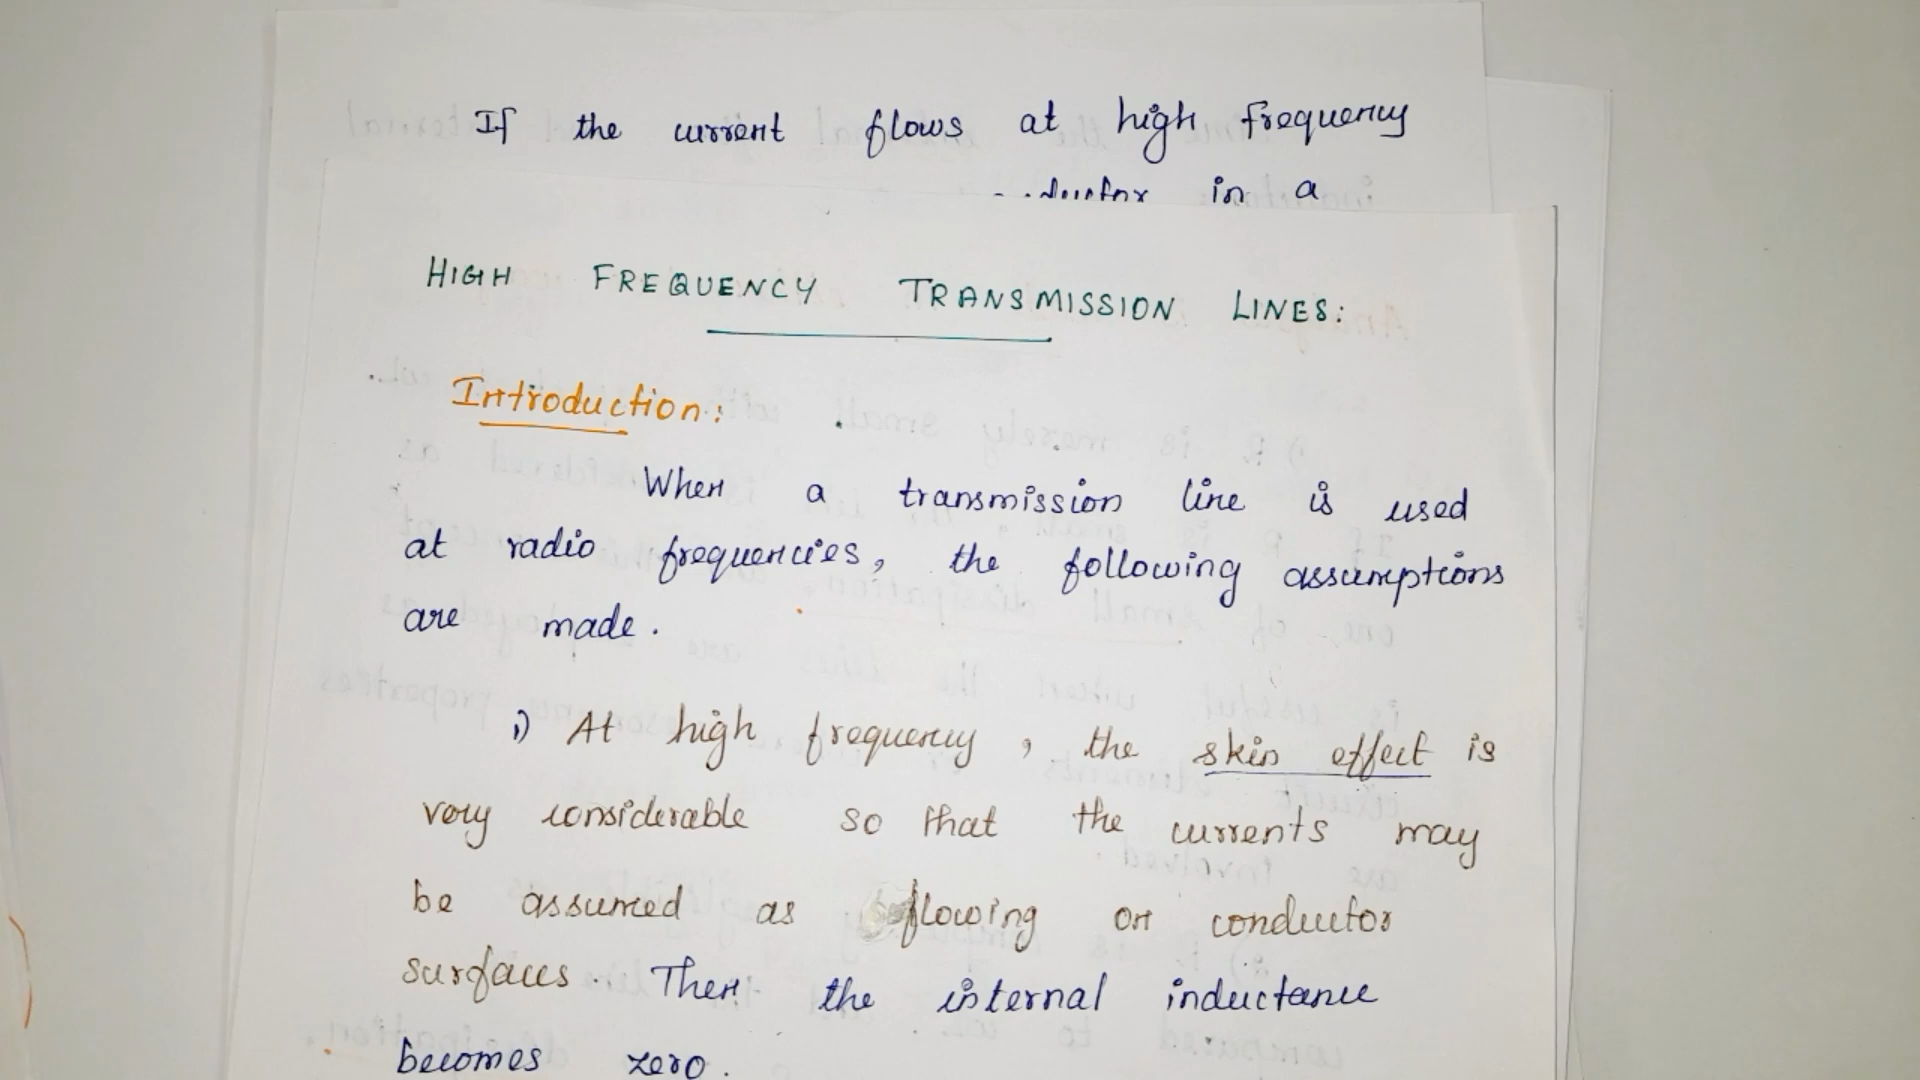 If the current flows at high frequency
in a
HIGH FREQUENCY TRANSMISSION LINES:
Introduction:
When a transmission line is used
at radio frequencies, the following assumptions
are made.
i) At high frequency, the skin effect is
very considerable so that the currents may
be assumed as flowing on conductor
surfaces. Then the internal inductance
becomes zero.